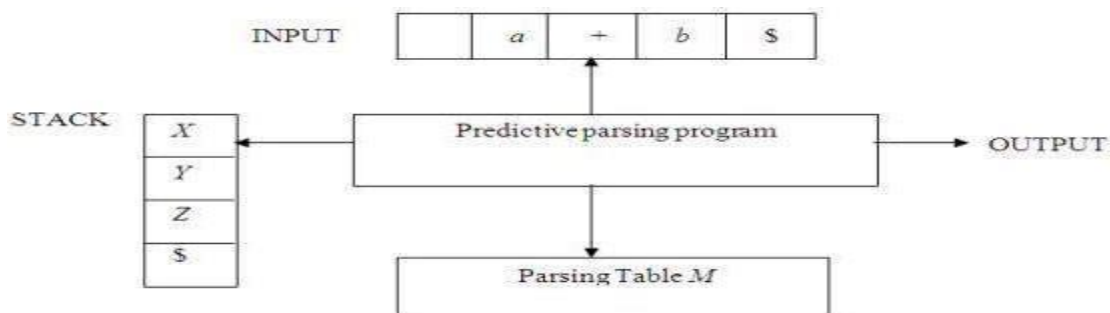 INPUT a + b $
STACK X Predictive parsing program OUTPUT
Y
Z
$
Parsing Table M